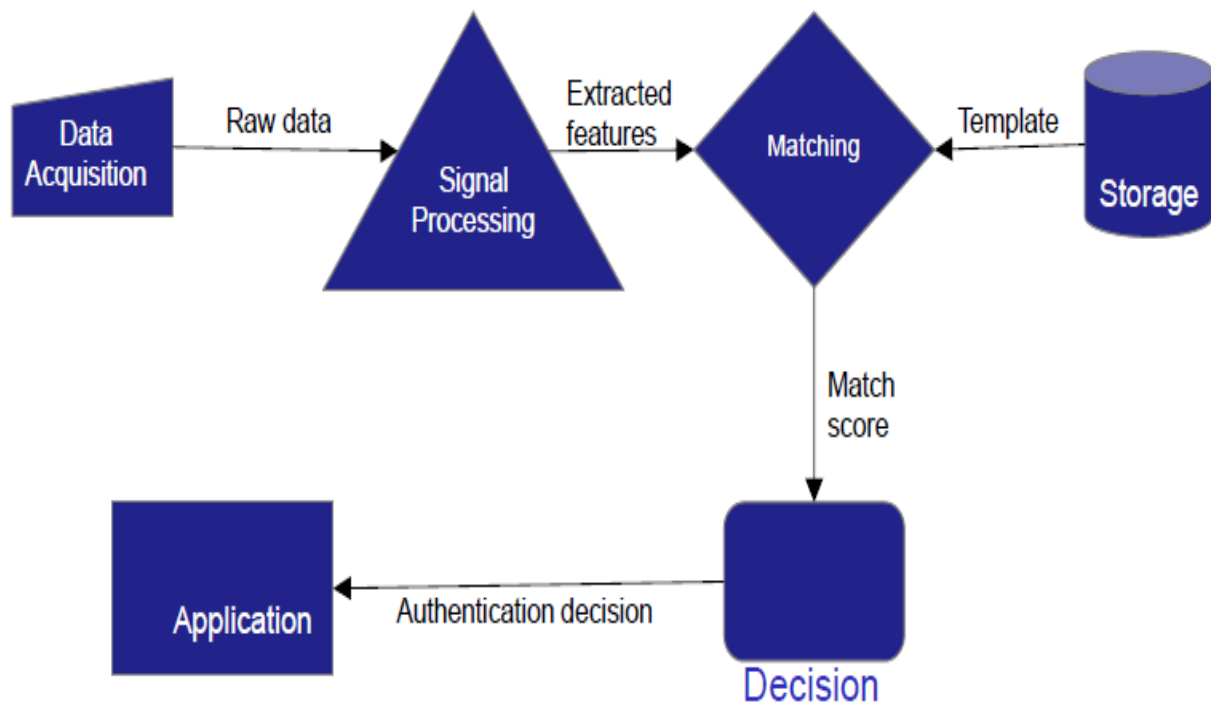 Data
Acquisition
Raw data
Signal
Processing
Extracted
features
Matching
Template
Storage
Match
score
Decision
Authentication decision
Application